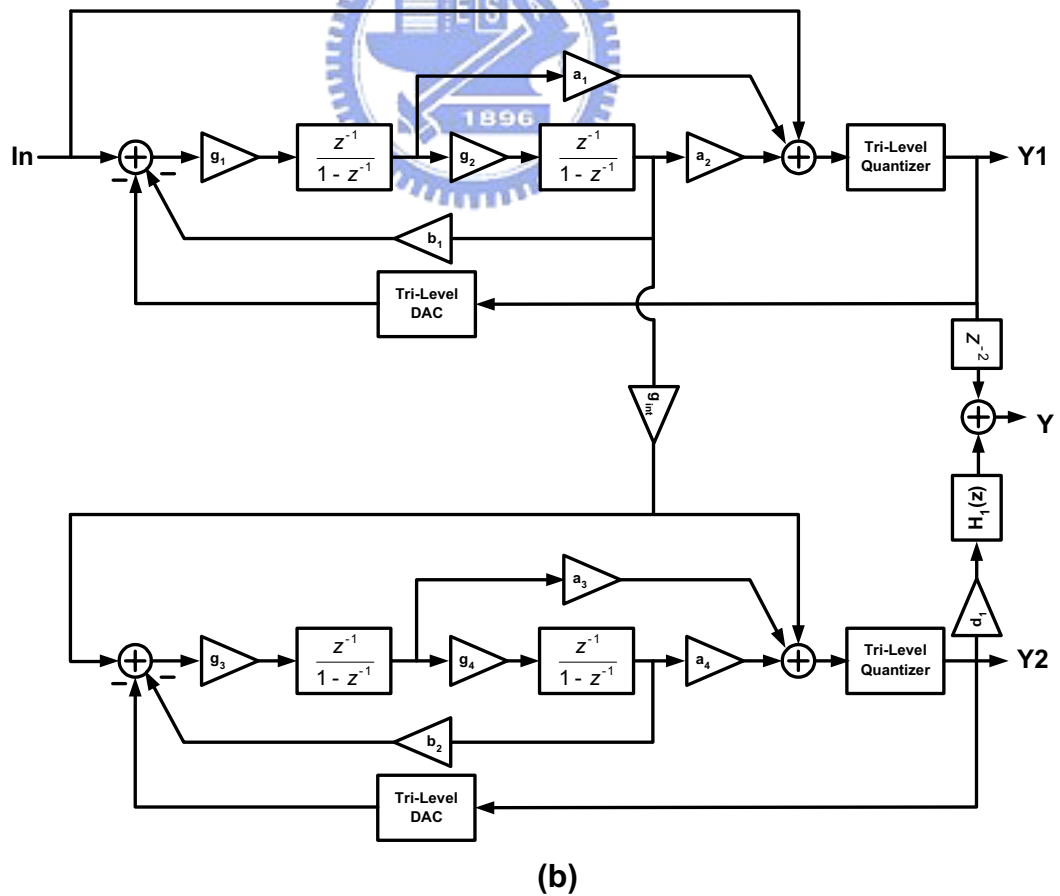 ES
1896
In
g₁
z⁻¹
1 - z⁻¹
a₁
g₂
z⁻¹
1 - z⁻¹
a₂
Tri-Level
Quantizer
Y1
b₁
Tri-Level
DAC
z⁻²
g_int
Y
H₁(z)
d₁
a₃
g₃
z⁻¹
1 - z⁻¹
g₄
z⁻¹
1 - z⁻¹
a₄
Tri-Level
Quantizer
Y2
b₂
Tri-Level
DAC
(b)